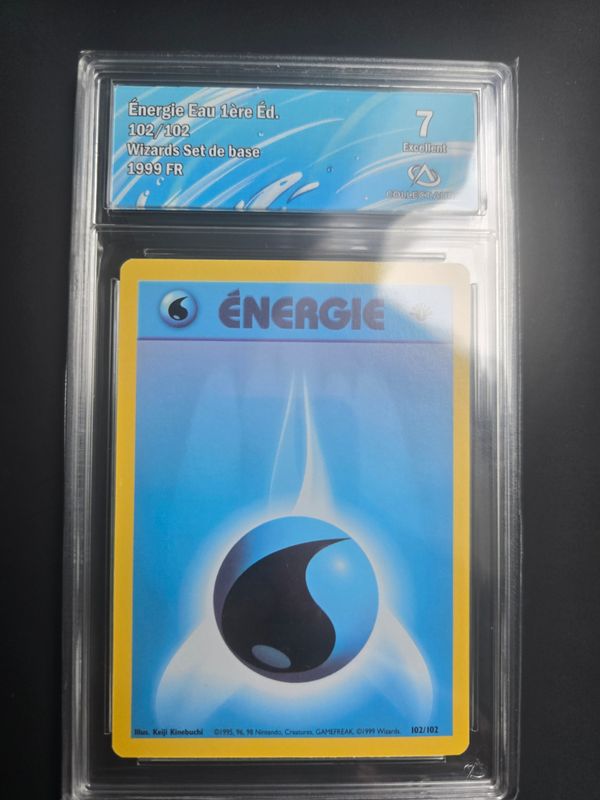 Énergie Eau 1ère Éd.
102/102
Wizards Set de base
1999 FR
7
Excellent
ÉNERGIE
Illus. Keiji Kinebuchi ©1995, 96, 98 Nintendo, Creatures, GAMEFREAK, ©1999 Wizards. 102/102